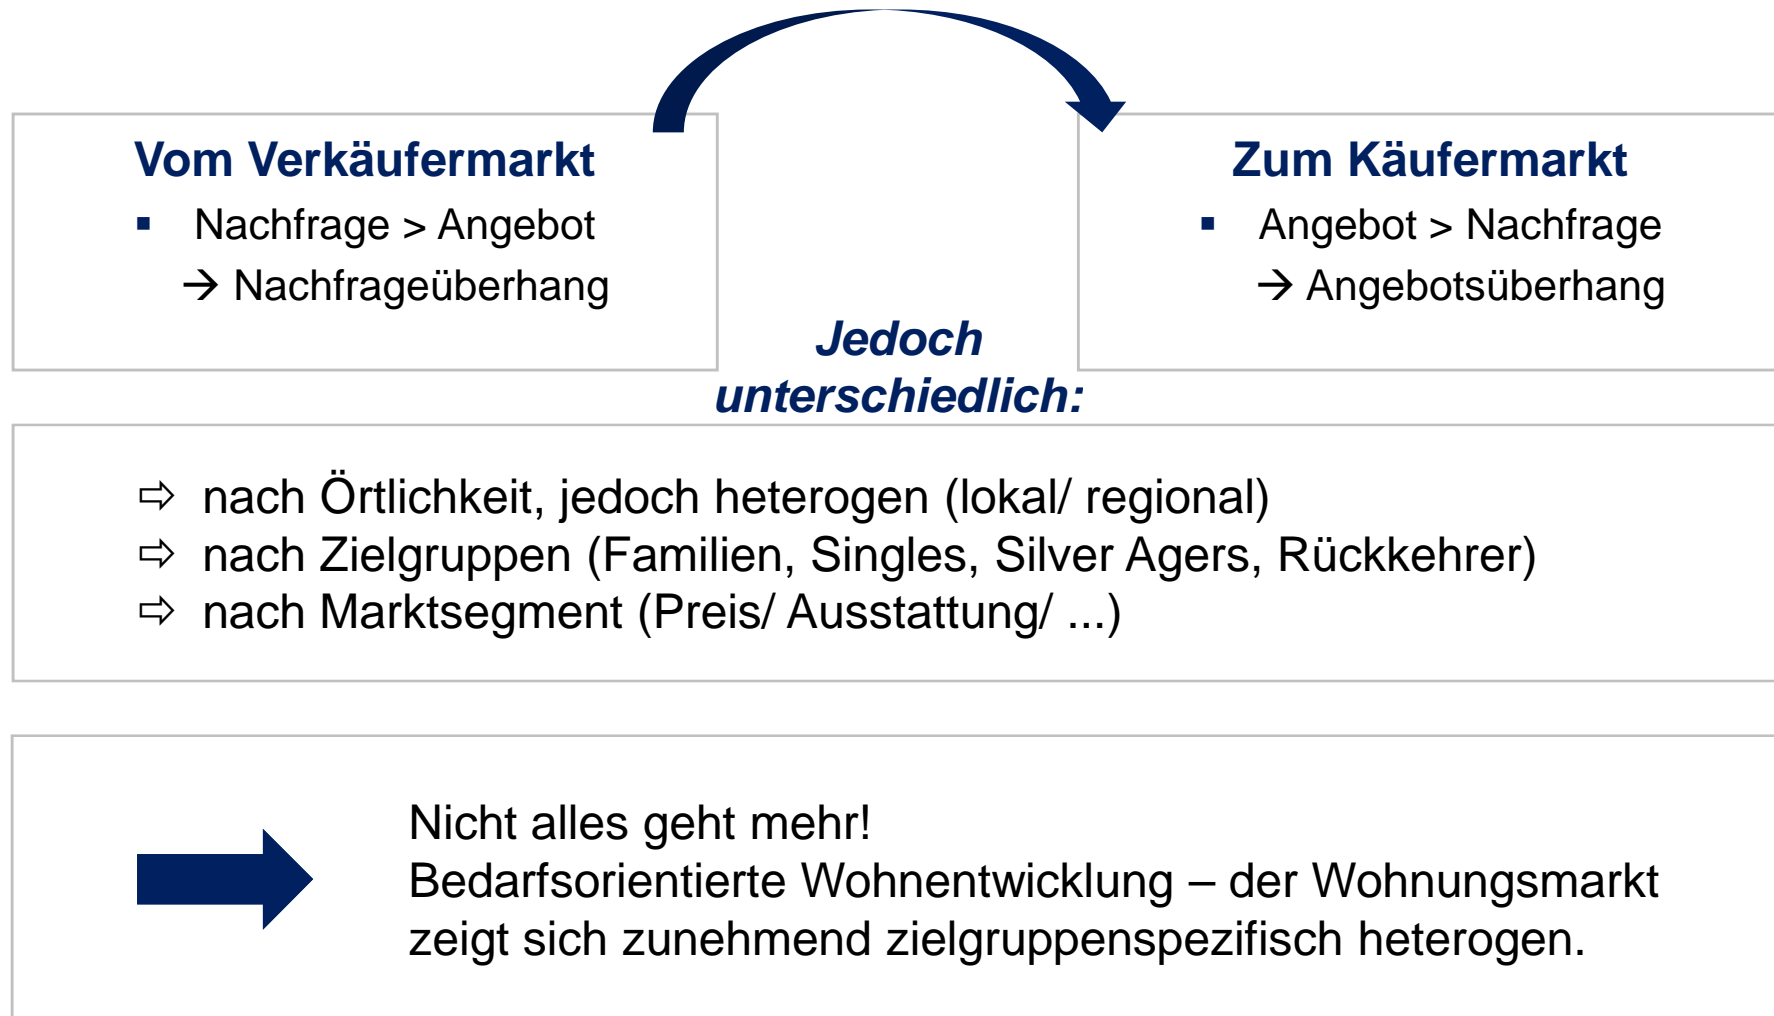 Vom Verkäufermarkt
▪ Nachfrage > Angebot
→ Nachfrageüberhang
Zum Käufermarkt
▪ Angebot > Nachfrage
→ Angebotsüberhang
Jedoch
unterschiedlich:
⇨ nach Örtlichkeit, jedoch heterogen (lokal/ regional)
⇨ nach Zielgruppen (Familien, Singles, Silver Agers, Rückkehrer)
⇨ nach Marktsegment (Preis/ Ausstattung/ ...)
Nicht alles geht mehr!
Bedarfsorientierte Wohnentwicklung – der Wohnungsmarkt
zeigt sich zunehmend zielgruppenspezifisch heterogen.